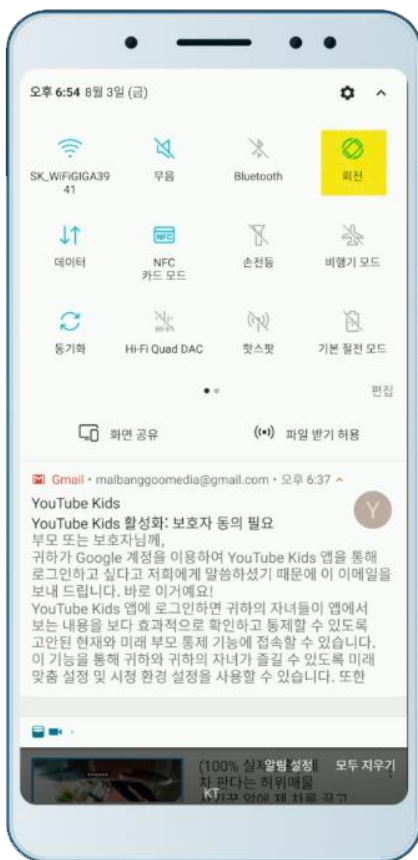 오후 6:54 8월 3일 (금)
SK_WiFiGIGA39
41
무음
Bluetooth
회전
데이터
NFC
NFC
카드 모드
손전등
비행기 모드
동기화
Hi-Fi Quad DAC
핫스팟
기본 절전 모드
편집
화면 공유
파일 받기 허용
Gmail • malbanggoomedia@gmail.com • 오후 6:37
Y
YouTube Kids
YouTube Kids 활성화: 보호자 동의 필요
부모 또는 보호자님께,
귀하가 Google 계정을 이용하여 YouTube Kids 앱을 통해
로그인하고 싶다고 저희에게 말씀하셨기 때문에 이 이메일을
보내 드립니다. 바로 이거예요!
YouTube Kids 앱에 로그인하면 귀하의 자녀들이 앱에서
보는 내용을 보다 효과적으로 확인하고 통제할 수 있도록
고안된 현재와 미래 부모 통제 기능에 접속할 수 있습니다.
이 기능을 통해 귀하와 귀하의 자녀가 즐길 수 있도록 미래
맞춤 설정 및 시청 환경 설정을 사용할 수 있습니다. 또한
(100% 실제
알림 설정
모두 지우기
차 판다는 허위매물
KT